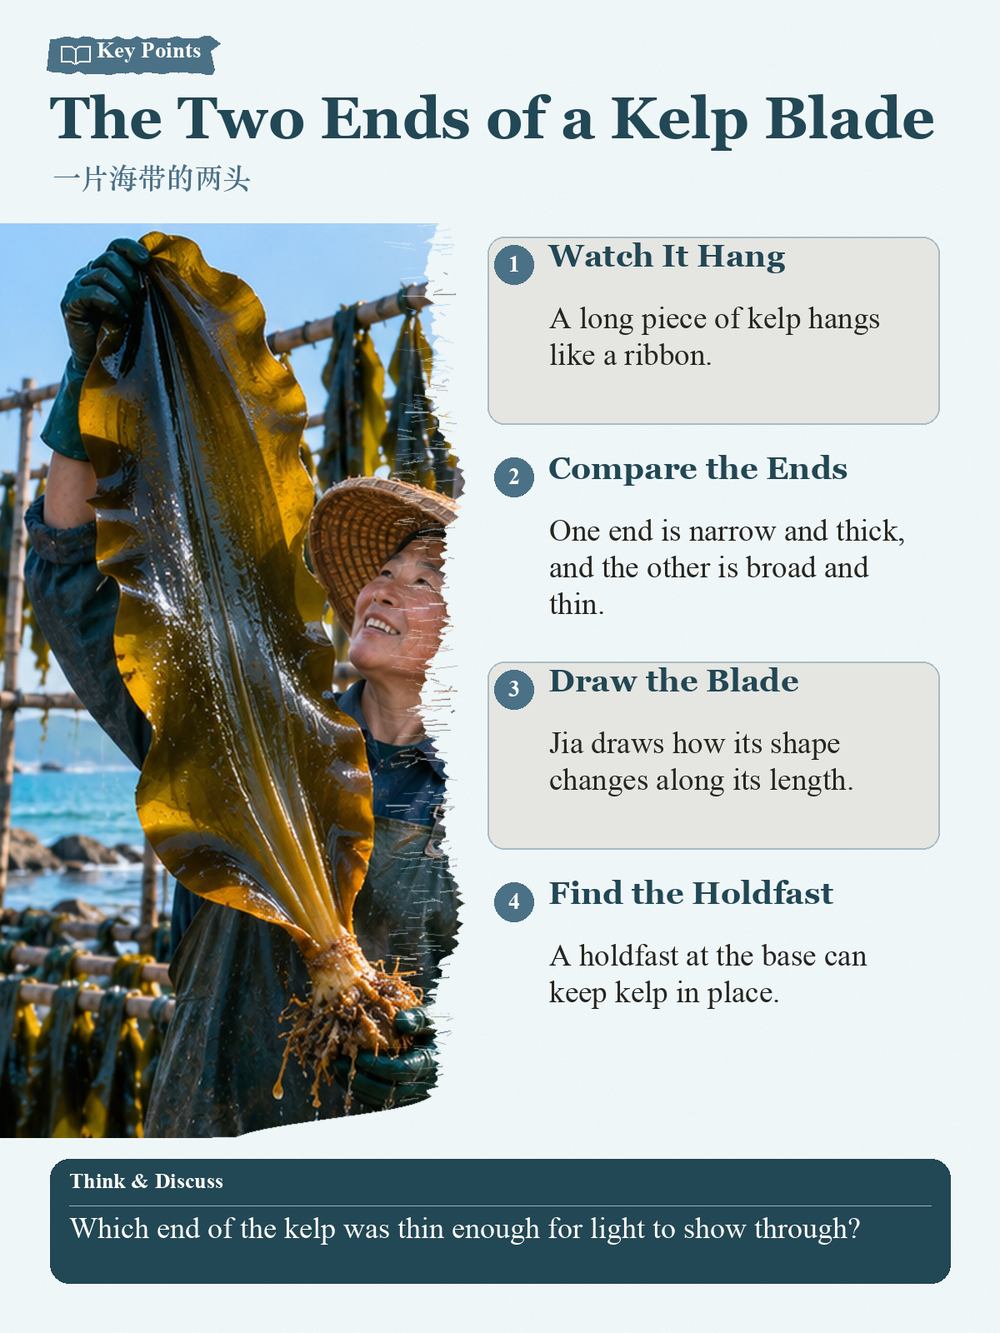 Key Points
The Two Ends of a Kelp Blade
一片海带的两头
1 Watch It Hang
A long piece of kelp hangs
like a ribbon.
2 Compare the Ends
One end is narrow and thick,
and the other is broad and
thin.
3 Draw the Blade
Jia draws how its shape
changes along its length.
4 Find the Holdfast
A holdfast at the base can
keep kelp in place.
Think & Discuss
Which end of the kelp was thin enough for light to show through?